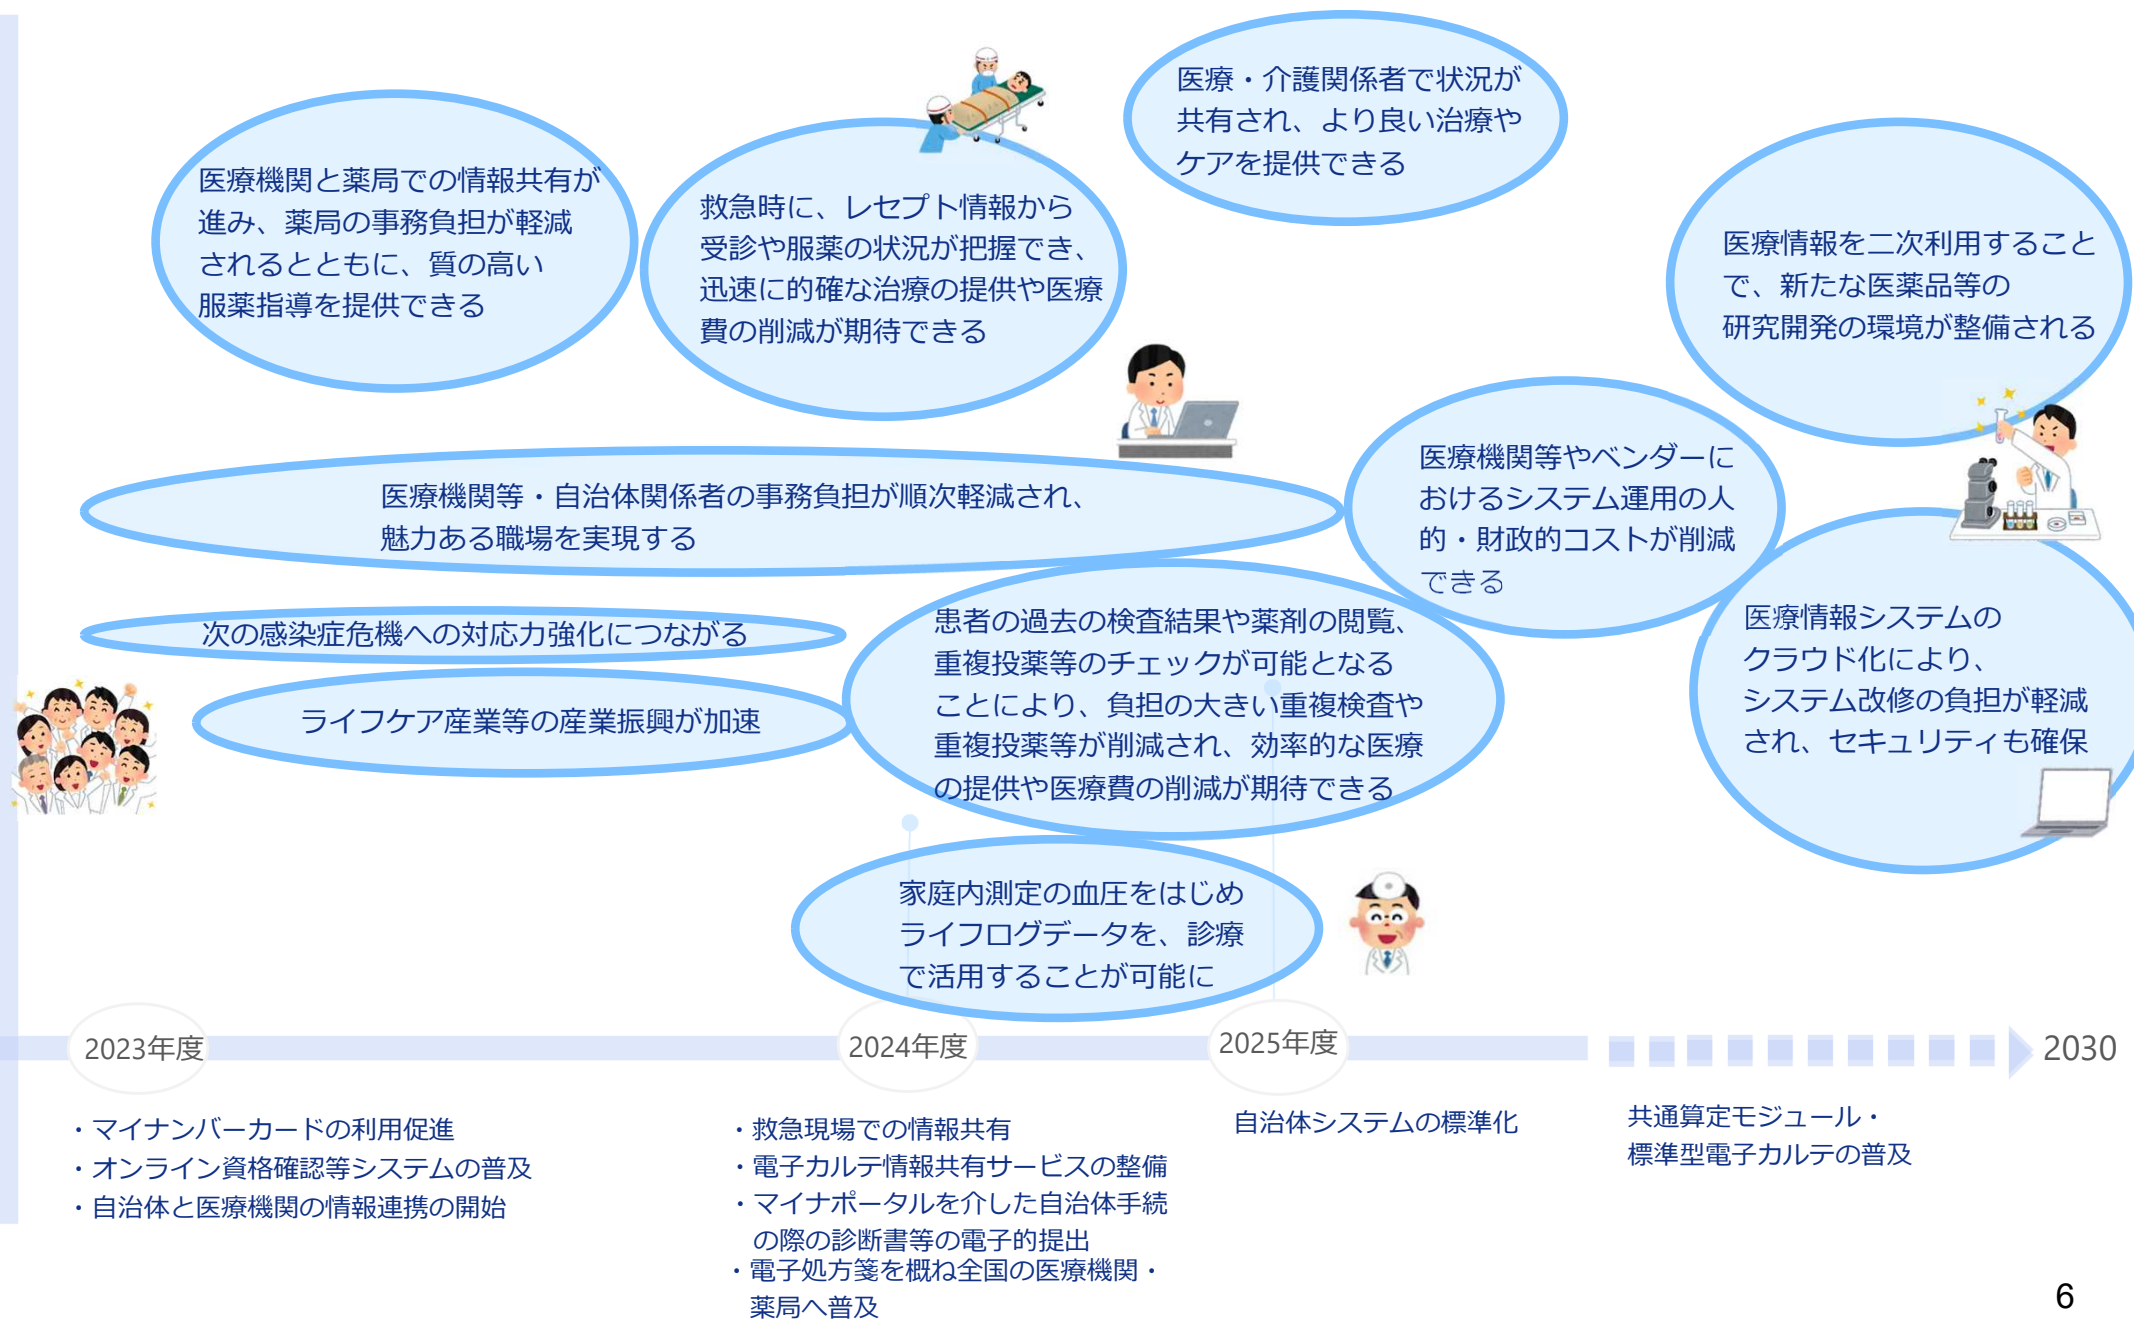 医療・介護関係者で状況が
共有され、より良い治療や
ケアを提供できる
医療機関と薬局での情報共有が
進み、薬局の事務負担が軽減
されるとともに、質の高い
服薬指導を提供できる
救急時に、レセプト情報から
受診や服薬の状況が把握でき、
迅速に的確な治療の提供や医療
費の削減が期待できる
医療情報を二次利用すること
で、新たな医薬品等の
研究開発の環境が整備される
医療機関等・自治体関係者の事務負担が順次軽減され、
魅力ある職場を実現する
医療機関等やベンダーに
おけるシステム運用の人
的・財政的コストが削減
できる
次の感染症危機への対応力強化につながる
ライフケア産業等の産業振興が加速
患者の過去の検査結果や薬剤の閲覧、
重複投薬等のチェックが可能となる
ことにより、負担の大きい重複検査や
重複投薬等が削減され、効率的な医療
の提供や医療費の削減が期待できる
医療情報システムの
クラウド化により、
システム改修の負担が軽減
され、セキュリティも確保
家庭内測定の血圧をはじめ
ライフログデータを、診療
で活用することが可能に
2023年度
2024年度
2025年度
2030
・マイナンバーカードの利用促進
・オンライン資格確認等システムの普及
・自治体と医療機関の情報連携の開始
・救急現場での情報共有
・電子カルテ情報共有サービスの整備
・マイナポータルを介した自治体手続
の際の診断書等の電子的提出
・電子処方箋を概ね全国の医療機関・
薬局へ普及
自治体システムの標準化
共通算定モジュール・
標準型電子カルテの普及
6